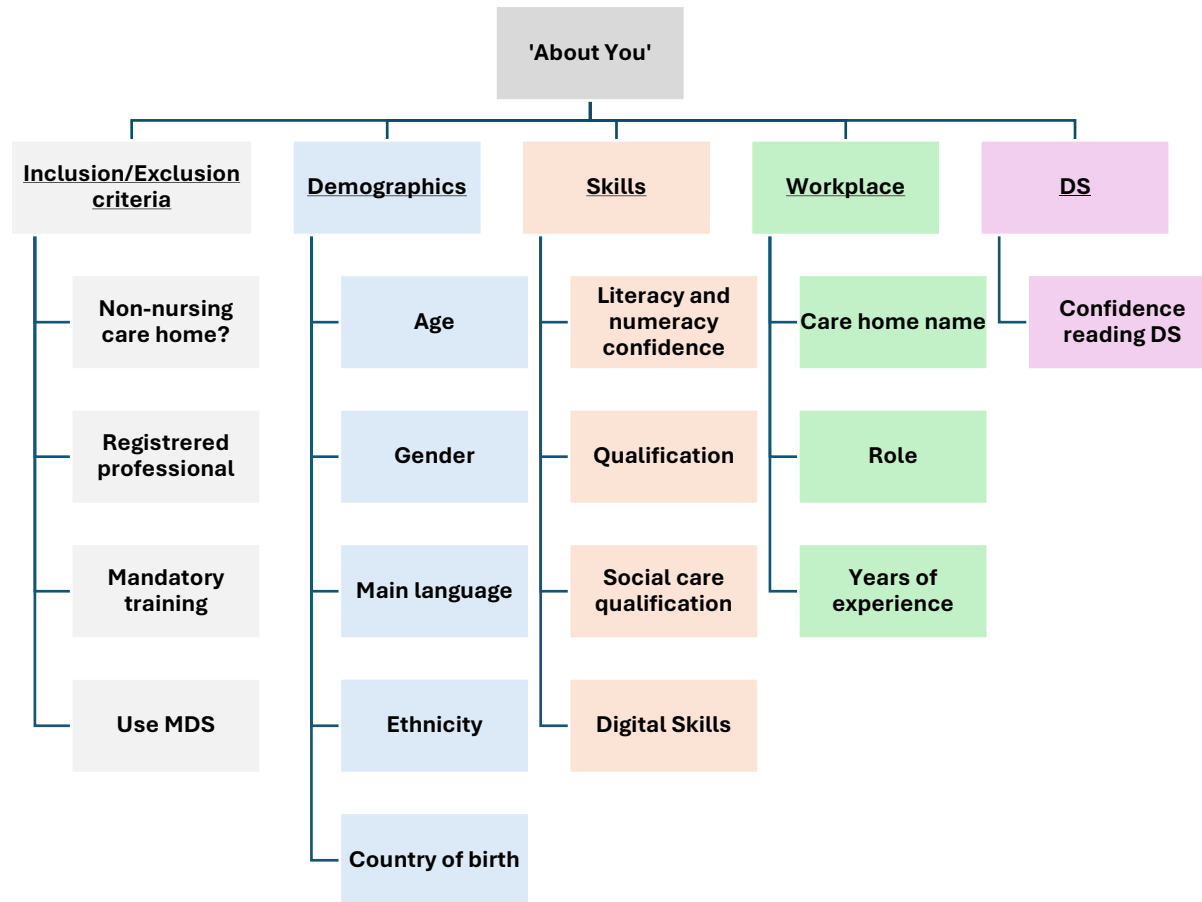 'About You'
Inclusion/Exclusion
criteria
Non-nursing
care home?
Registrered
professional
Mandatory
training
Use MDS
Demographics
Age
Gender
Main language
Ethnicity
Country of birth
Skills
Literacy and
numeracy
confidence
Qualification
Social care
qualification
Digital Skills
Workplace
Care home name
Role
Years of
experience
DS
Confidence
reading DS